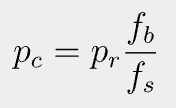 p_c = p_r \frac{f_b}{f_s}